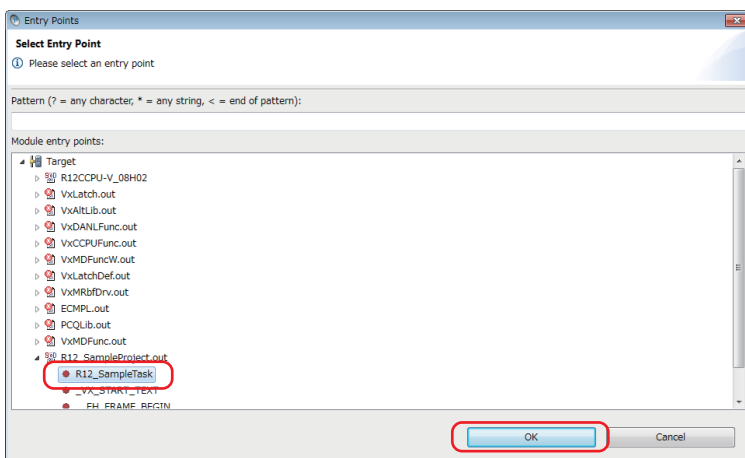 Entry Points
Select Entry Point
Please select an entry point
Pattern (? = any character, * = any string, < = end of pattern):
Module entry points:
Target
R12CCPU-V_08H02
VxLatch.out
VxAltLib.out
VxDANLFunc.out
VxCCPUFunc.out
VxMDFuncW.out
VxLatchDef.out
VxMRbfDrv.out
ECMPL.out
PCQLib.out
VxMDFunc.out
R12_SampleProject.out
R12_SampleTask
_VX_START_TEXT
EH_FRAME_BEGIN
OK Cancel